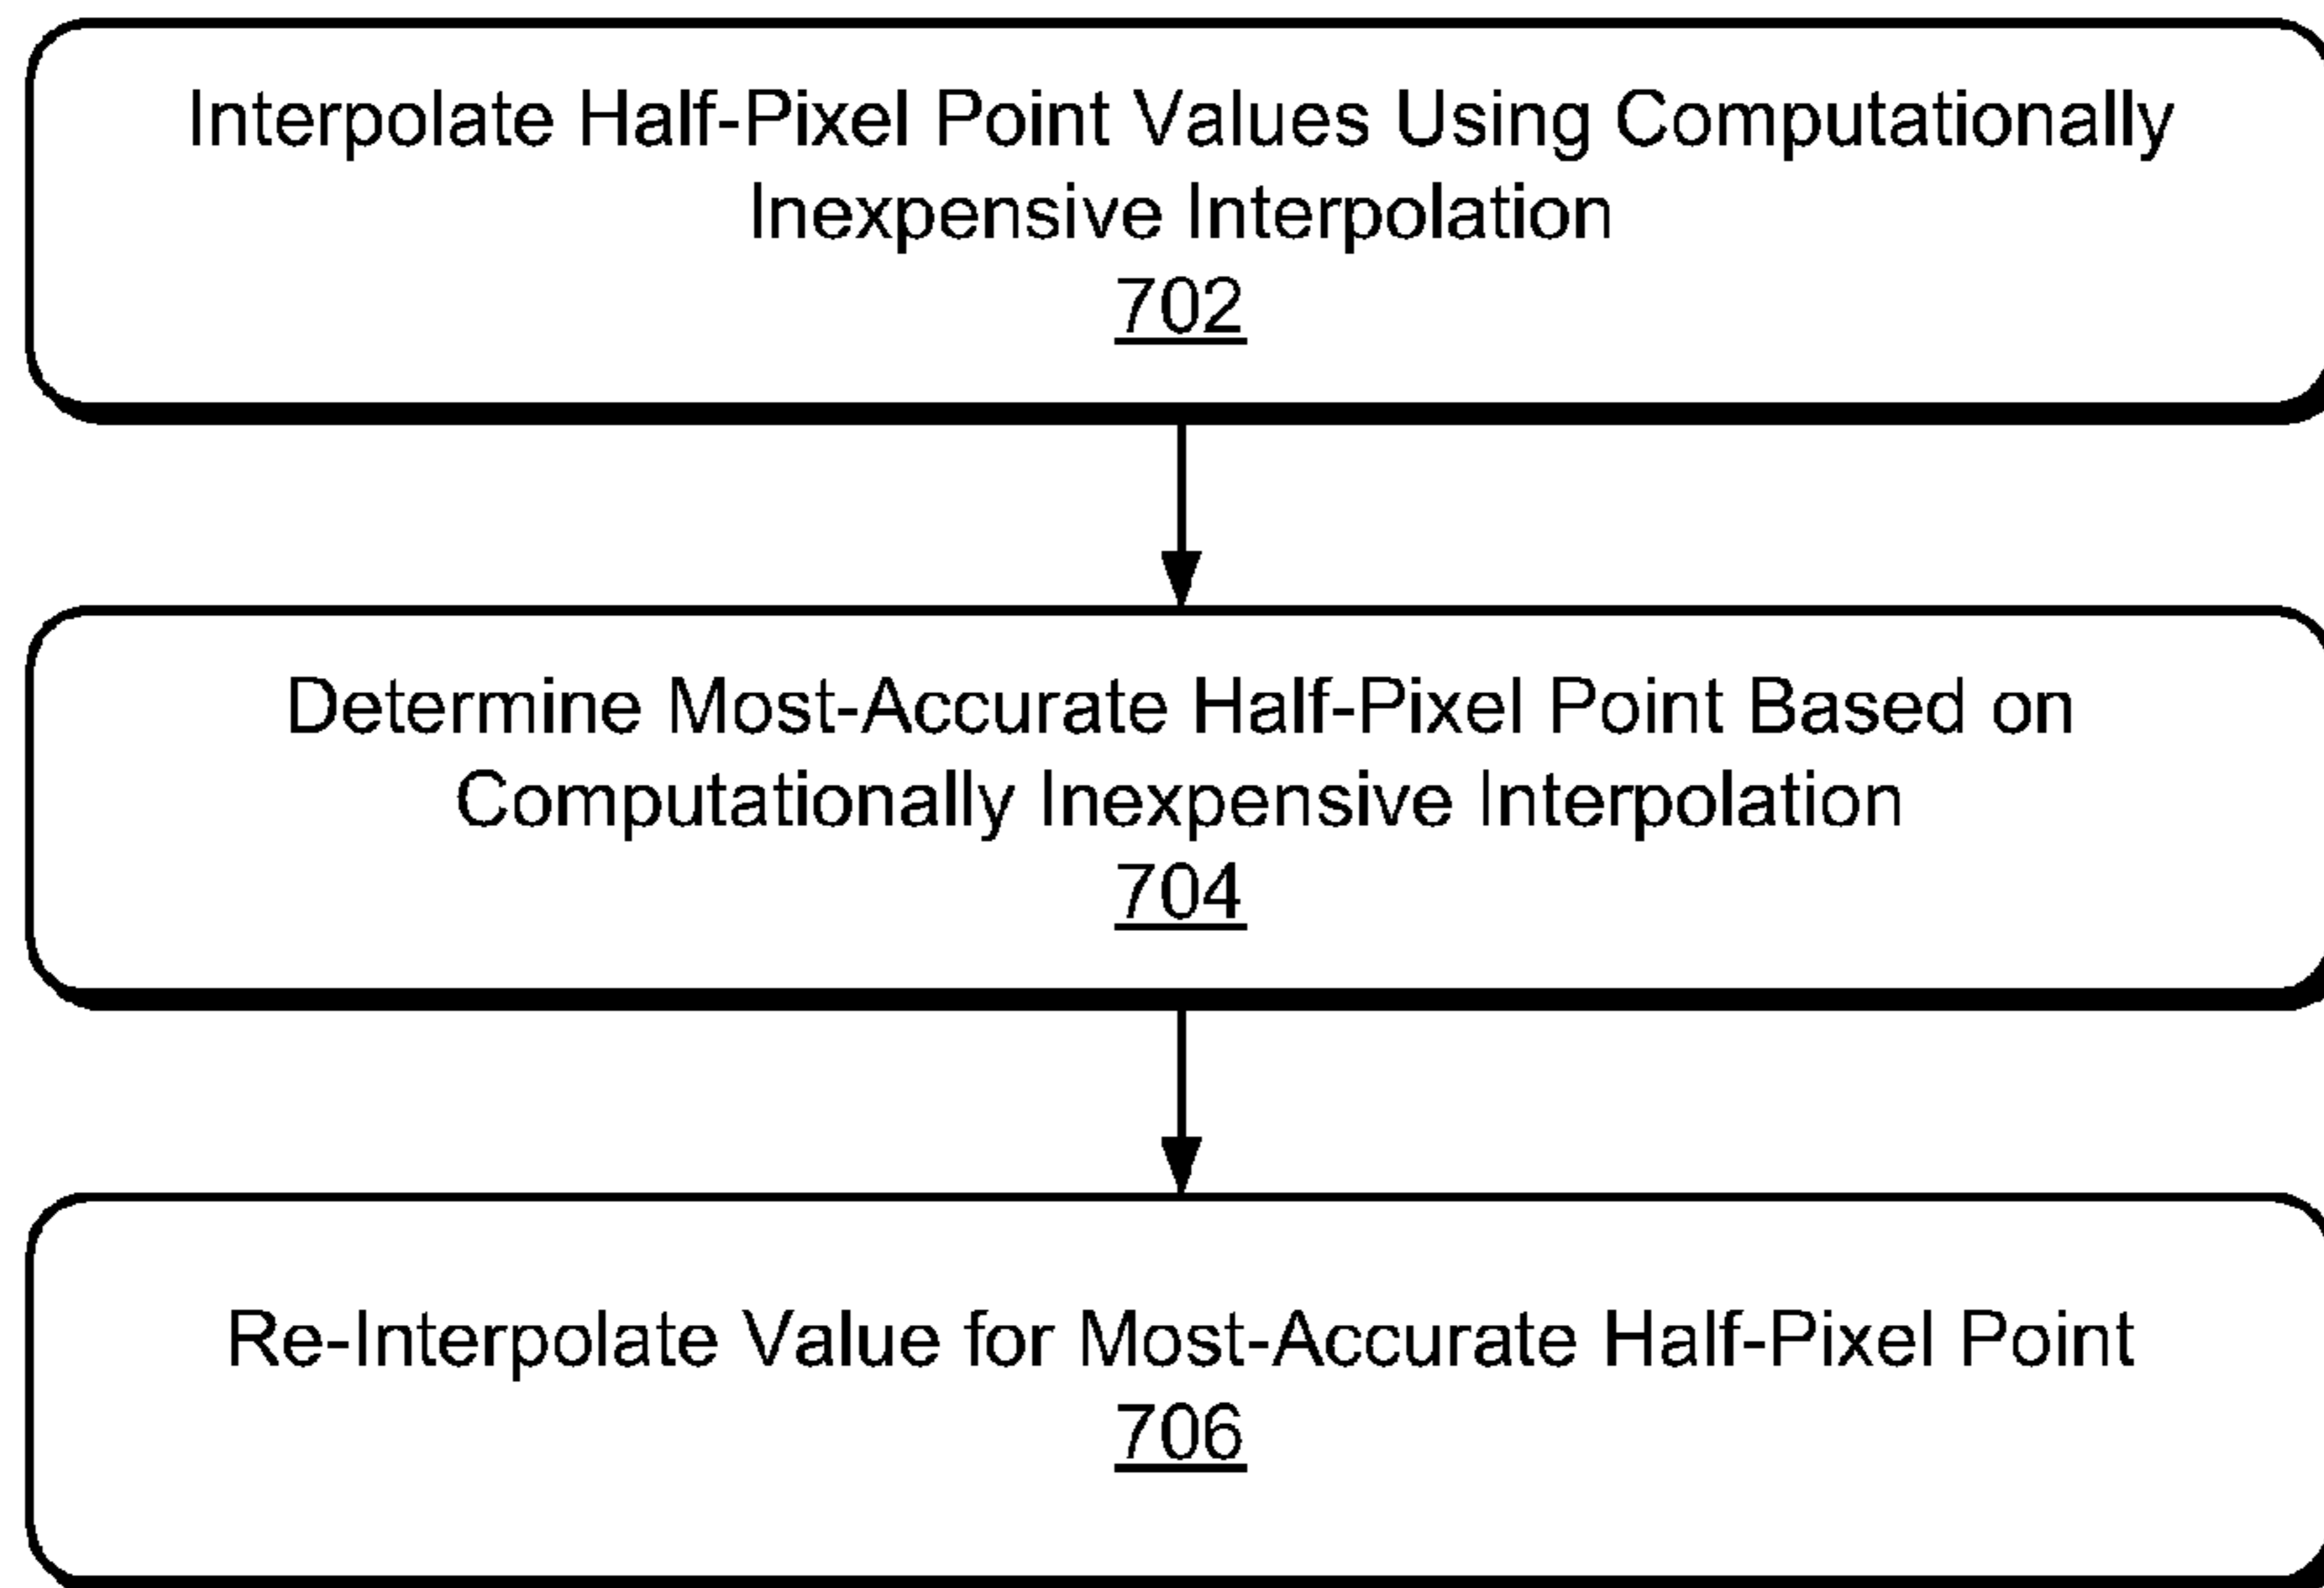 Interpolate Half-Pixel Point Values Using Computationally
Inexpensive Interpolation
702
Determine Most-Accurate Half-Pixel Point Based on
Computationally Inexpensive Interpolation
704
Re-Interpolate Value for Most-Accurate Half-Pixel Point
706